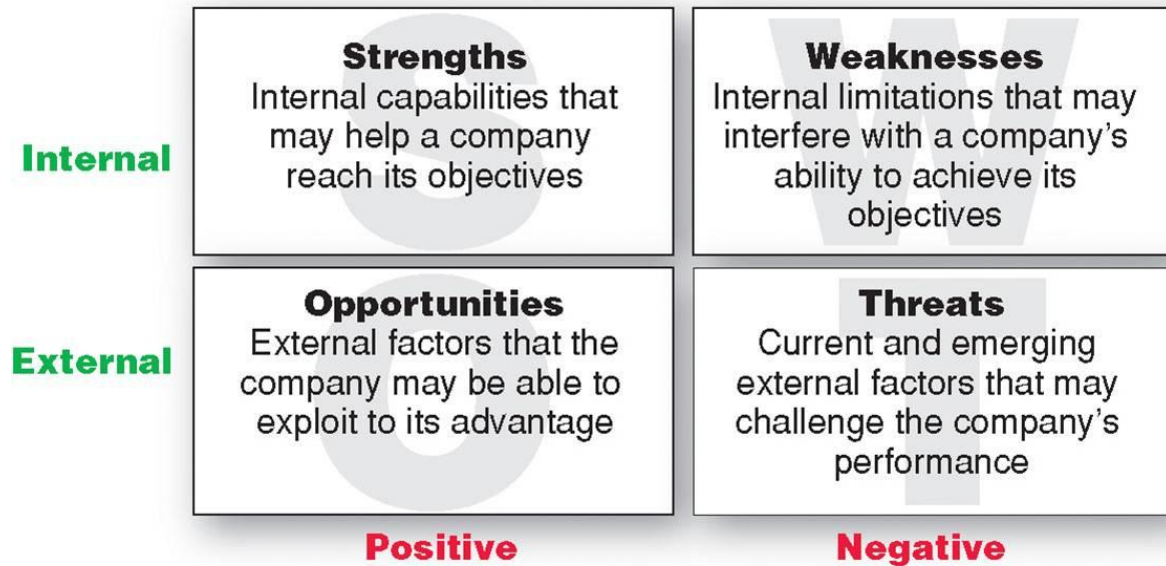 Strengths
Internal capabilities that
may help a company
reach its objectives
Weaknesses
Internal limitations that may
interfere with a company's
ability to achieve its
objectives
Internal
Opportunities
External factors that the
company may be able to
exploit to its advantage
Threats
Current and emerging
external factors that may
challenge the company's
performance
External
Positive
Negative
S
W
O
T